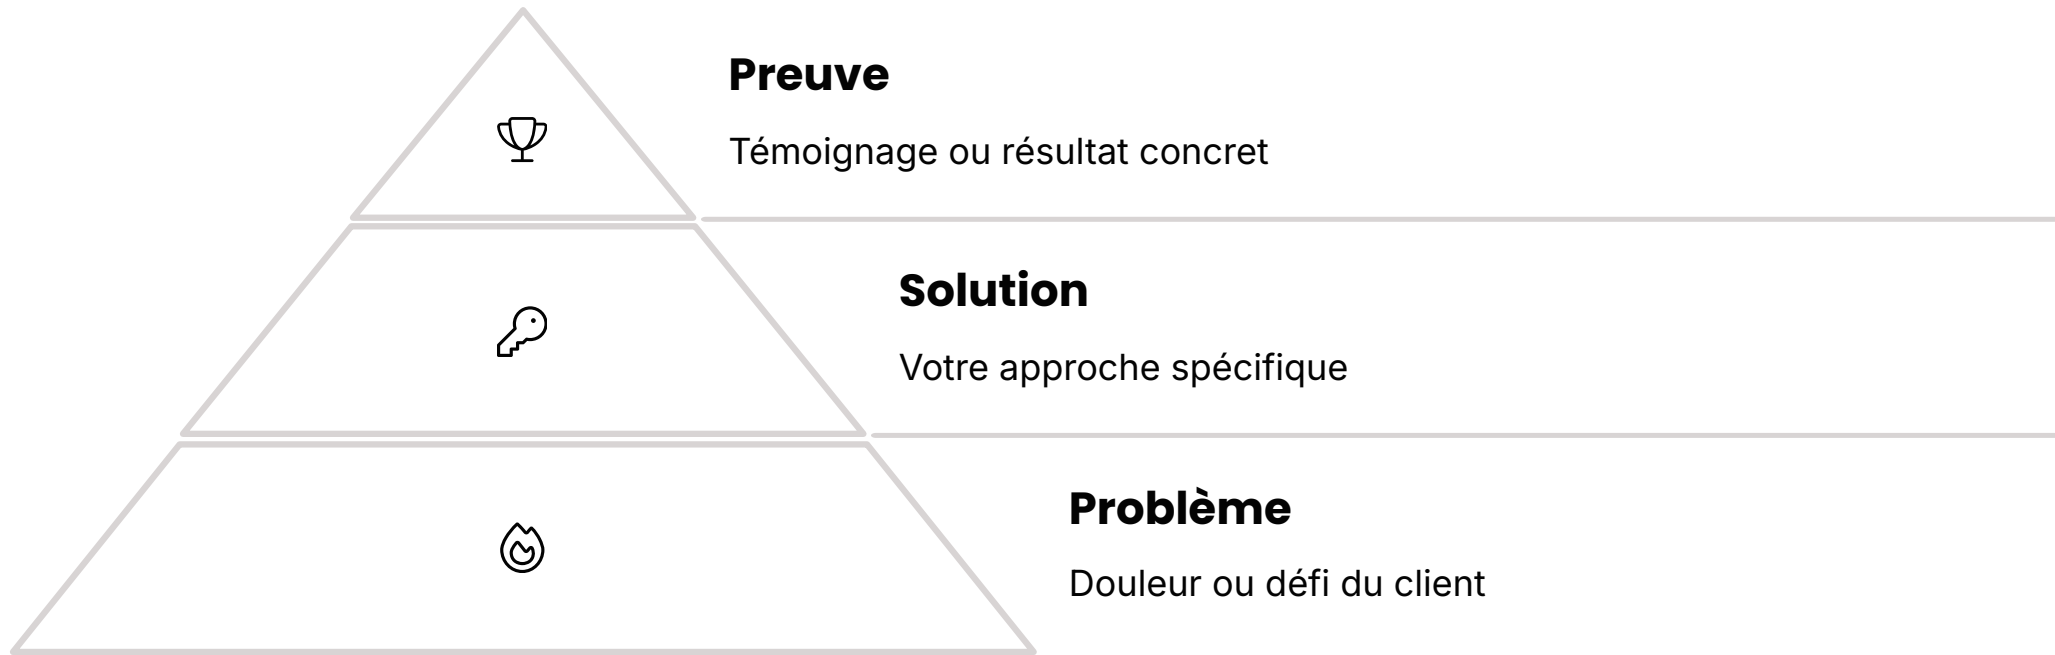 Preuve
Témoignage ou résultat concret
Solution
Votre approche spécifique
Problème
Douleur ou défi du client